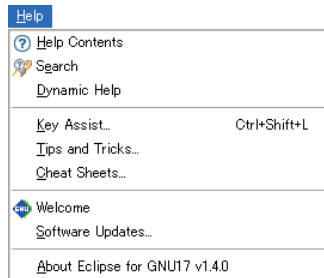 Help
Help Contents
Search
Dynamic Help
Key Assist... Ctrl+Shift+L
Tips and Tricks...
Cheat Sheets...
GNU Welcome
Software Updates...
About Eclipse for GNU17 v1.4.0